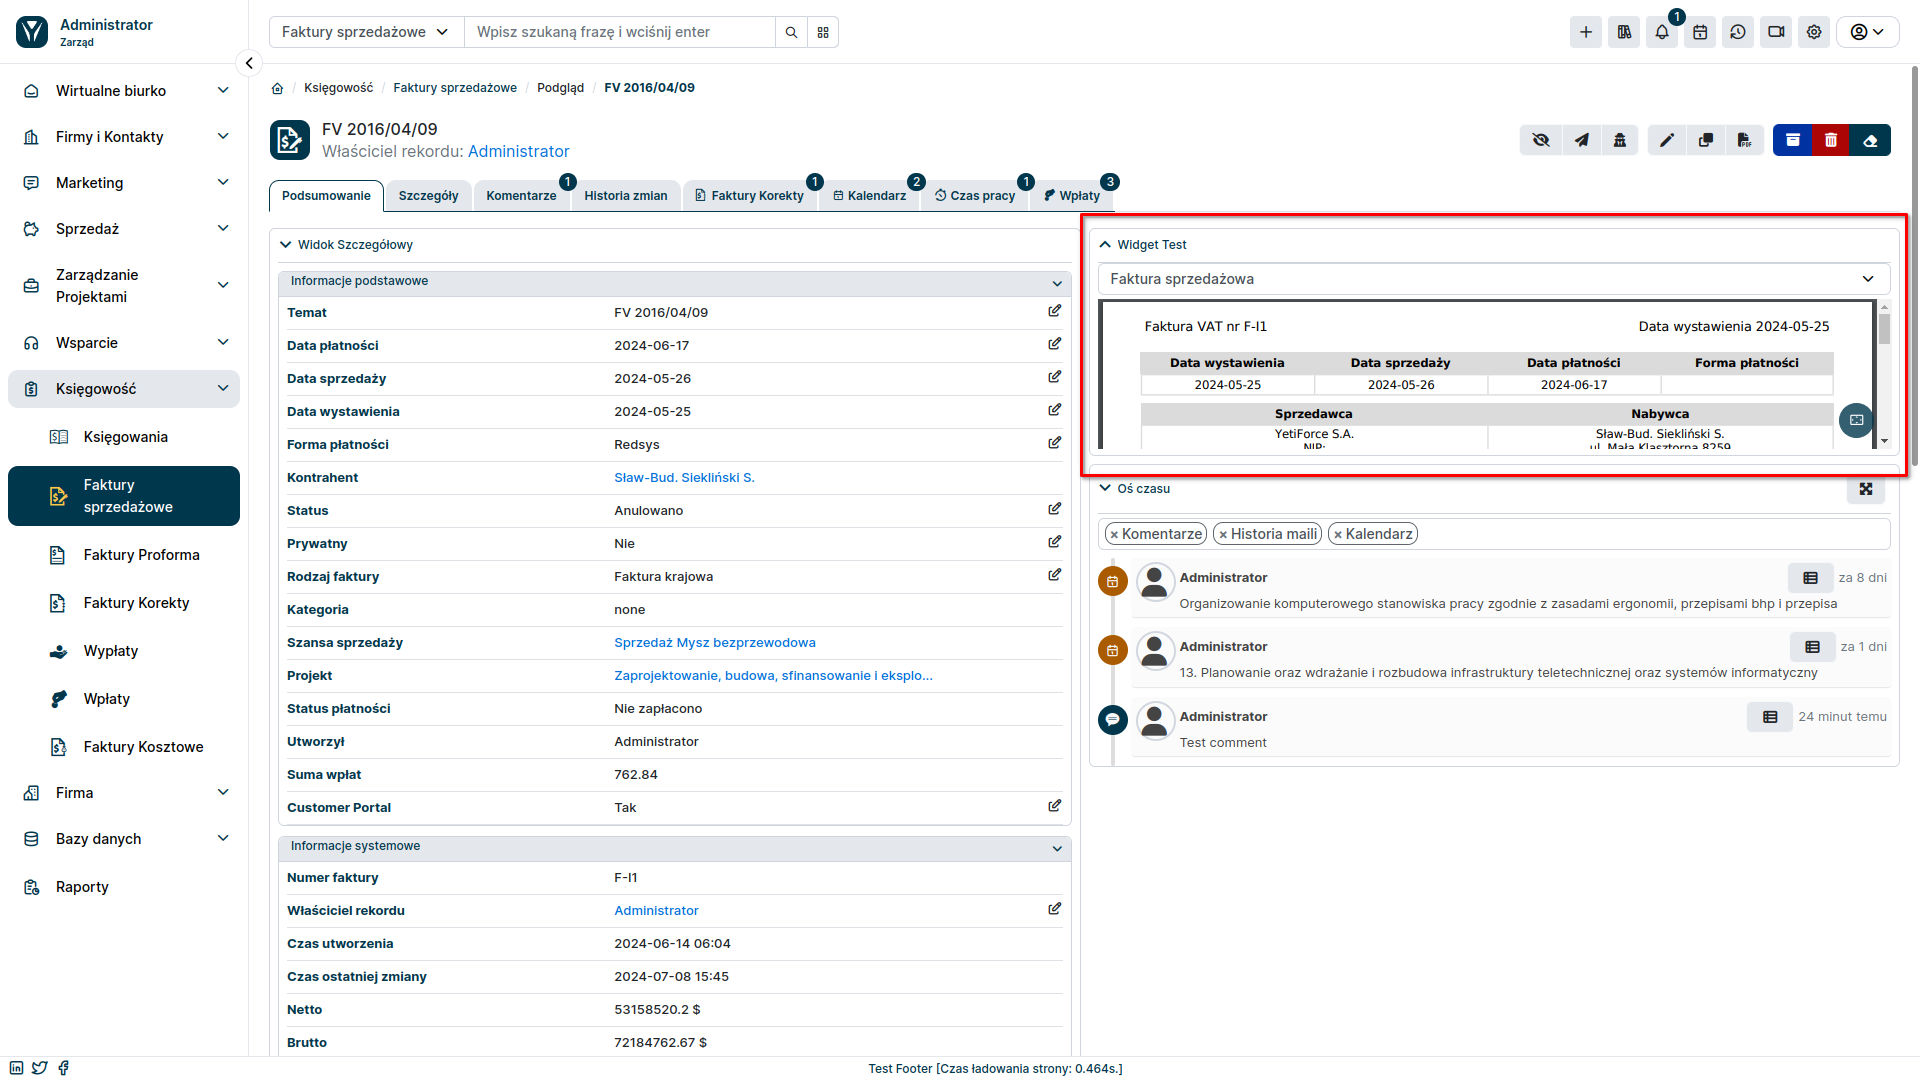 Administrator
Zarząd
Faktury sprzedażowe
Wpisz szukaną frazę i wciśnij enter
1
Wirtualne biurko
Firmy i Kontakty
Marketing
Sprzedaż
Zarządzanie
Projektami
Wsparcie
Księgowość
Księgowania
Faktury
sprzedażowe
Faktury Proforma
Faktury Korekty
Wypłaty
Wpłaty
Faktury Kosztowe
Firma
Bazy danych
Raporty
/ Księgowość / Faktury sprzedażowe / Podgląd / FV 2016/04/09
FV 2016/04/09
Właściciel rekordu: Administrator
Podsumowanie
Szczegóły
Komentarze 1
Historia zmian
Faktury Korekty 1
Kalendarz 2
Czas pracy 1
Wpłaty 3
Widok Szczegółowy
Informacje podstawowe
Temat FV 2016/04/09
Data płatności 2024-06-17
Data sprzedaży 2024-05-26
Data wystawienia 2024-05-25
Forma płatności Redsys
Kontrahent Sław-Bud. Siekliński S.
Status Anulowano
Prywatny Nie
Rodzaj faktury Faktura krajowa
Kategoria none
Szansa sprzedaży Sprzedaż Mysz bezprzewodowa
Projekt Zaprojektowanie, budowa, sfinansowanie i eksplo...
Status płatności Nie zapłacono
Utworzył Administrator
Suma wpłat 762.84
Customer Portal Tak
Informacje systemowe
Numer faktury F-I1
Właściciel rekordu Administrator
Czas utworzenia 2024-06-14 06:04
Czas ostatniej zmiany 2024-07-08 15:45
Netto 53158520.2 $
Brutto 72184762.67 $
Widget Test
Faktura sprzedażowa
Faktura VAT nr F-I1 Data wystawienia 2024-05-25
Data wystawienia Data sprzedaży Data płatności Forma płatności
2024-05-25 2024-05-26 2024-06-17
Sprzedawca Nabywca
YetiForce S.A. Sław-Bud. Siekliński S.
NIP: ul. Mała Klasztorna 8259
Oś czasu
× Komentarze × Historia maili × Kalendarz
Administrator za 8 dni
Organizowanie komputerowego stanowiska pracy zgodnie z zasadami ergonomii, przepisami bhp i przepisa
Administrator za 1 dni
13. Planowanie oraz wdrażanie i rozbudowa infrastruktury teletechnicznej oraz systemów informatyczny
Administrator 24 minut temu
Test comment
Test Footer [Czas ładowania strony: 0.464s.]